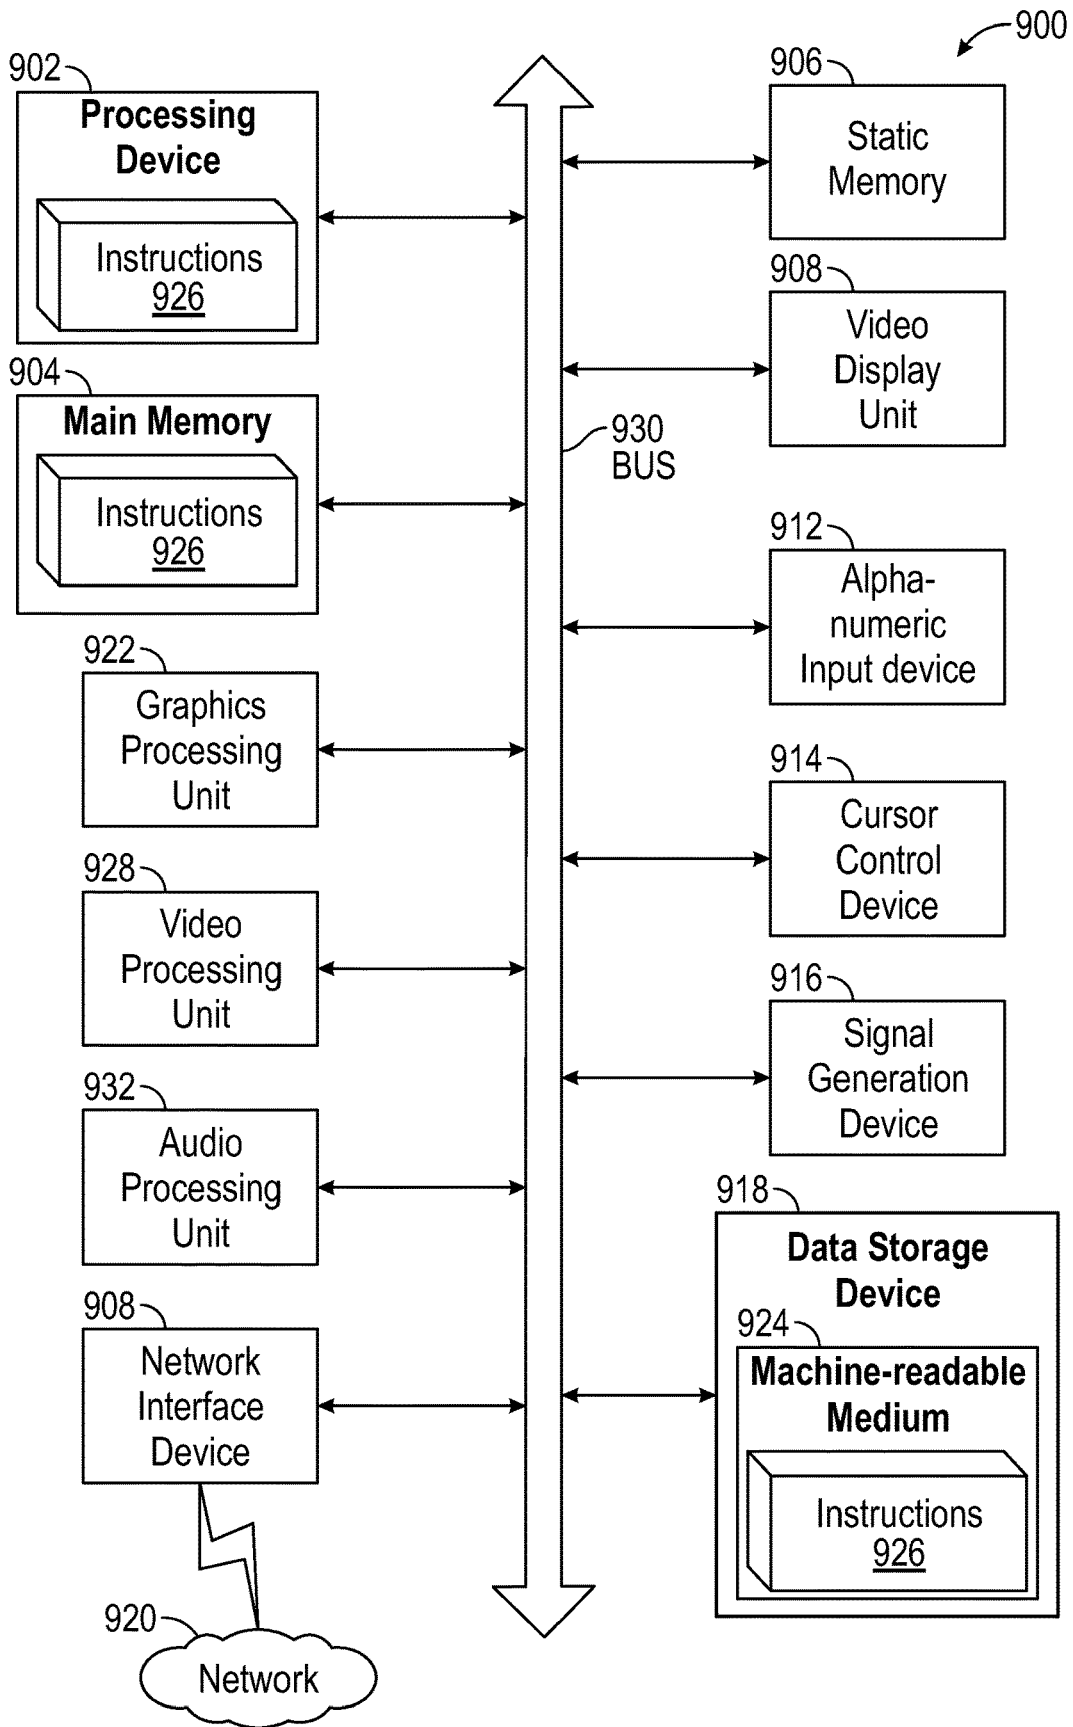 900
902
Processing
Device
Instructions
926
904
Main Memory
Instructions
926
922
Graphics
Processing
Unit
928
Video
Processing
Unit
932
Audio
Processing
Unit
908
Network
Interface
Device
920
Network
930
BUS
906
Static
Memory
908
Video
Display
Unit
912
Alpha-
numeric
Input device
914
Cursor
Control
Device
916
Signal
Generation
Device
918
Data Storage
Device
924
Machine-readable
Medium
Instructions
926